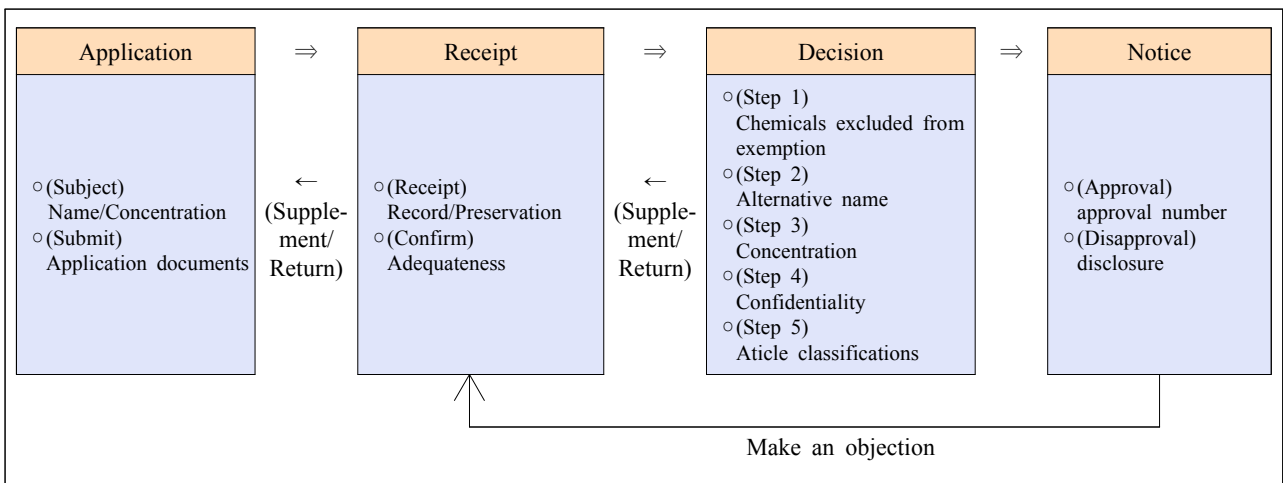 Application
⇒
Receipt
⇒
Decision
⇒
Notice
○(Subject)
Name/Concentration
○(Submit)
Application documents
←
(Supple-
ment/
Return)
○(Receipt)
Record/Preservation
○(Confirm)
Adequateness
←
(Supple-
ment/
Return)
○(Step 1)
Chemicals excluded from
exemption
○(Step 2)
Alternative name
○(Step 3)
Concentration
○(Step 4)
Confidentiality
○(Step 5)
Aticle classifications
○(Approval)
approval number
○(Disapproval)
disclosure
Make an objection